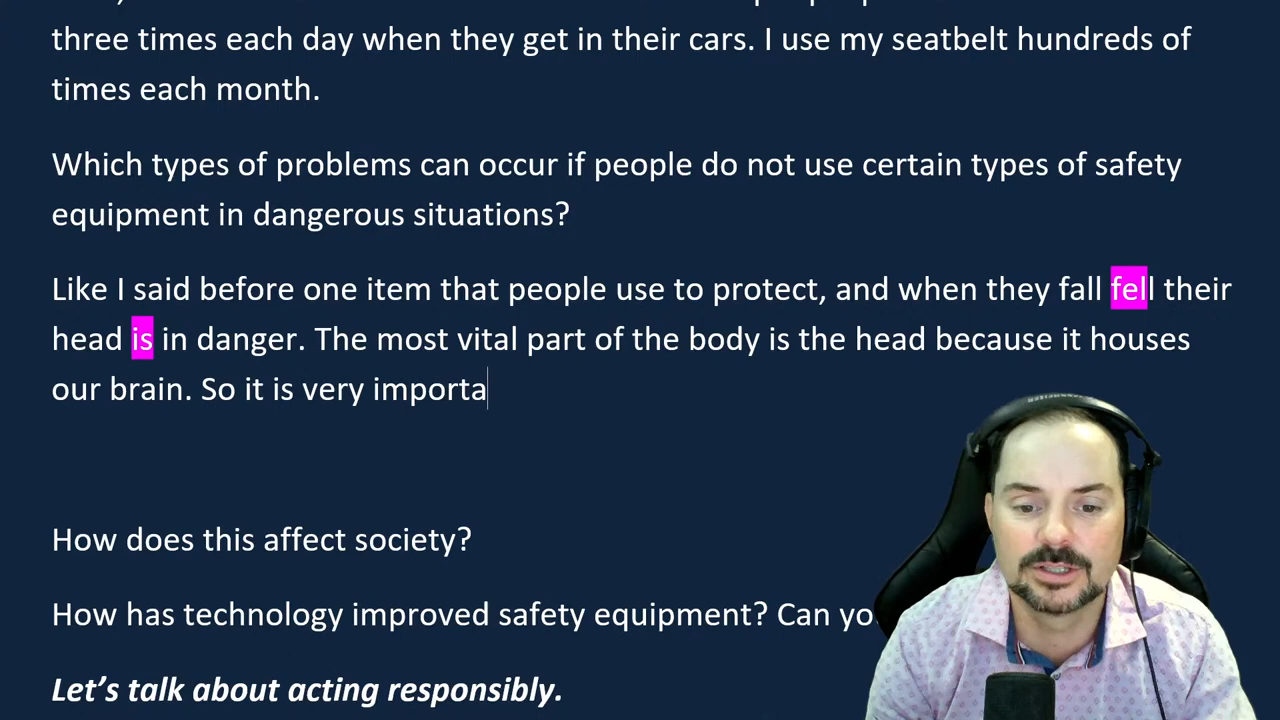 three times each day when they get in their cars. I use my seatbelt hundreds of
times each month.
Which types of problems can occur if people do not use certain types of safety
equipment in dangerous situations?
Like I said before one item that people use to protect, and when they fall fell their
head is in danger. The most vital part of the body is the head because it houses
our brain. So it is very importa
How does this affect society?
How has technology improved safety equipment? Can yo
Let's talk about acting responsibly.